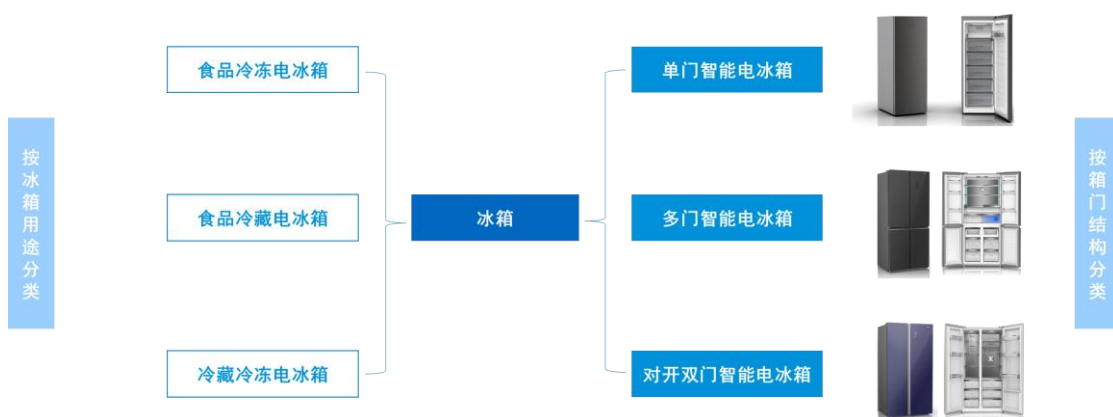 按冰箱用途分类
食品冷冻电冰箱
食品冷藏电冰箱
冷藏冷冻电冰箱
冰箱
单门智能电冰箱
多门智能电冰箱
对开双门智能电冰箱
按箱门结构分类